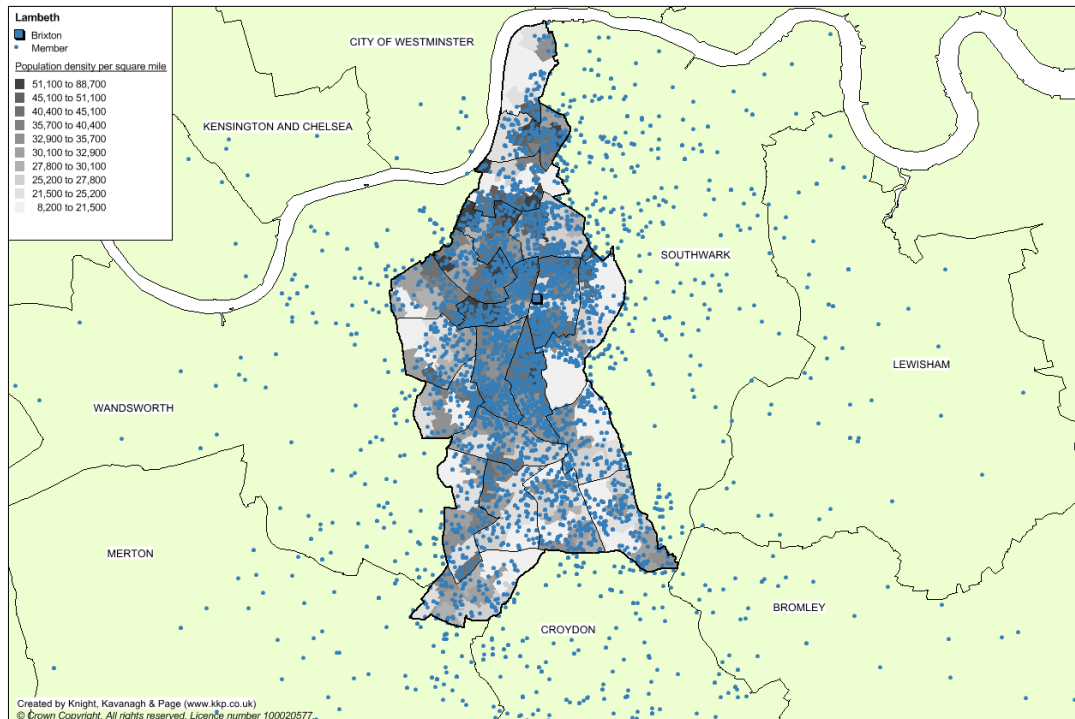 Lambeth
Brixton
Member
Population density per square mile
51,100 to 88,700
45,100 to 51,100
40,400 to 45,100
35,700 to 40,400
32,900 to 35,700
30,100 to 32,900
27,800 to 30,100
25,200 to 27,800
21,500 to 25,200
8,200 to 21,500
CITY OF WESTMINSTER
KENSINGTON AND CHELSEA
SOUTHWARK
LEWISHAM
WANDSWORTH
MERTON
BROMLEY
CROYDON
Created by Knight, Kavanagh & Page (www.kkp.co.uk)
© Crown Copyright. All rights reserved. Licence number 100020577.